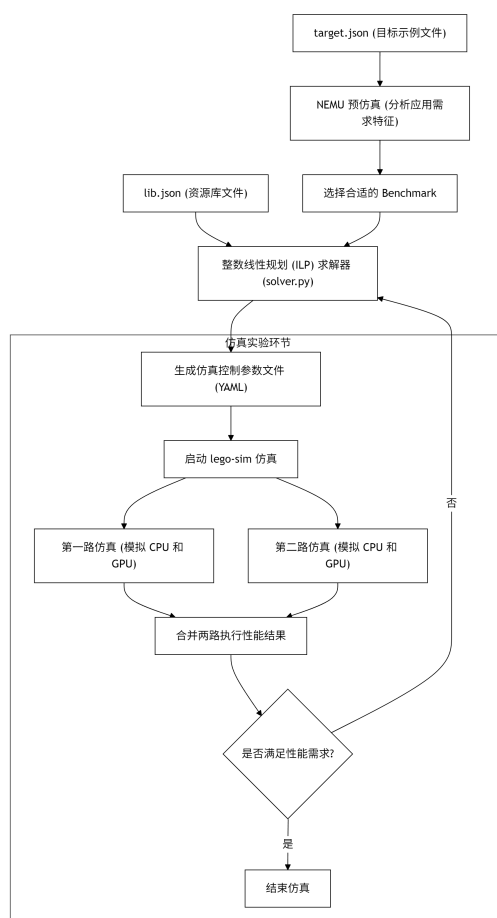 target.json (目标示例文件)
NEMU 预仿真 (分析应用需
求特征)
lib.json (资源库文件)
选择合适的 Benchmark
整数线性规划 (ILP) 求解器
(solver.py)
仿真实验环节
生成仿真控制参数文件
(YAML)
启动 lego-sim 仿真
否
第一路仿真 (模拟 CPU 和
GPU)
第二路仿真 (模拟 CPU 和
GPU)
合并两路执行性能结果
是否满足性能需求?
是
结束仿真